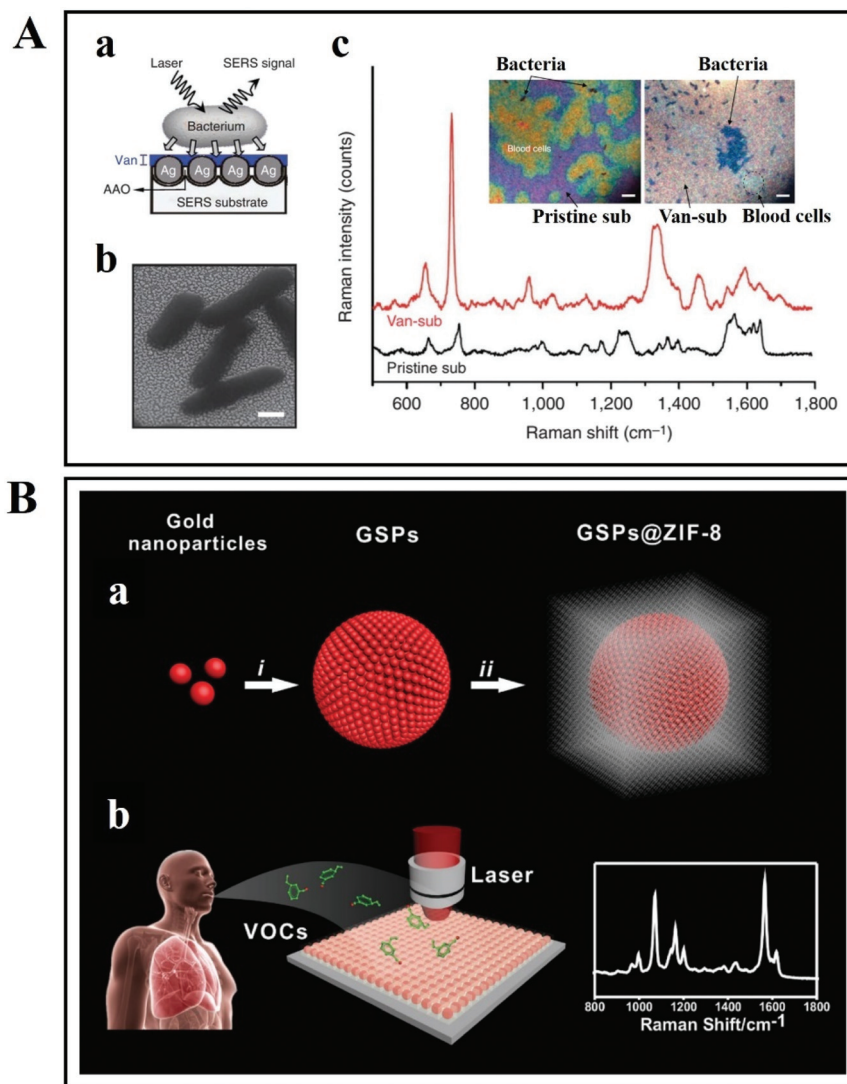 A
a
Laser
SERS signal
Bacterium
Van
Ag Ag Ag Ag
AAO
SERS substrate
b
c
Bacteria
Bacteria
Blood cells
Pristine sub
Van-sub
Blood cells
Raman intensity (counts)
Van-sub
Pristine sub
600 800 1,000 1,200 1,400 1,600 1,800
Raman shift (cm–1)
B
Gold
nanoparticles
GSPs
GSPs@ZIF-8
a
i
ii
b
VOCs
Laser
800 1000 1200 1400 1600 1800
Raman Shift/cm-1